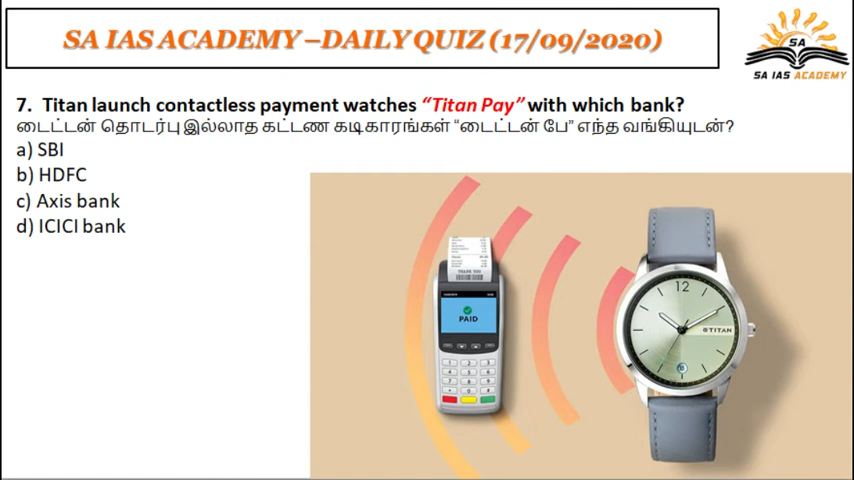 SA IAS ACADEMY –DAILY QUIZ (17/09/2020)
SA
SA IAS ACADEMY
7. Titan launch contactless payment watches “Titan Pay” with which bank?
டைட்டன் தொடர்பு இல்லாத கட்டண கடிகாரங்கள் “டைட்டன் பே” எந்த வங்கியுடன்?
a) SBI
b) HDFC
c) Axis bank
d) ICICI bank
THANK YOU
PAID
12
TITAN